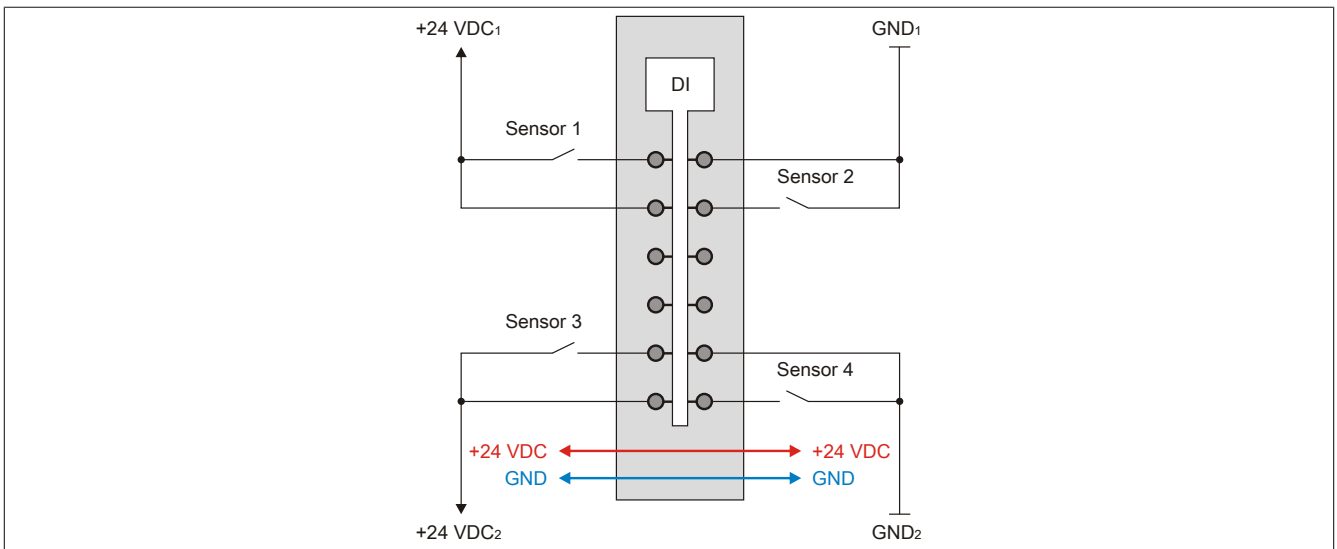 +24 VDC1
GND1
DI
Sensor 1
Sensor 2
Sensor 3
Sensor 4
+24 VDC
+24 VDC
GND
GND
+24 VDC2
GND2